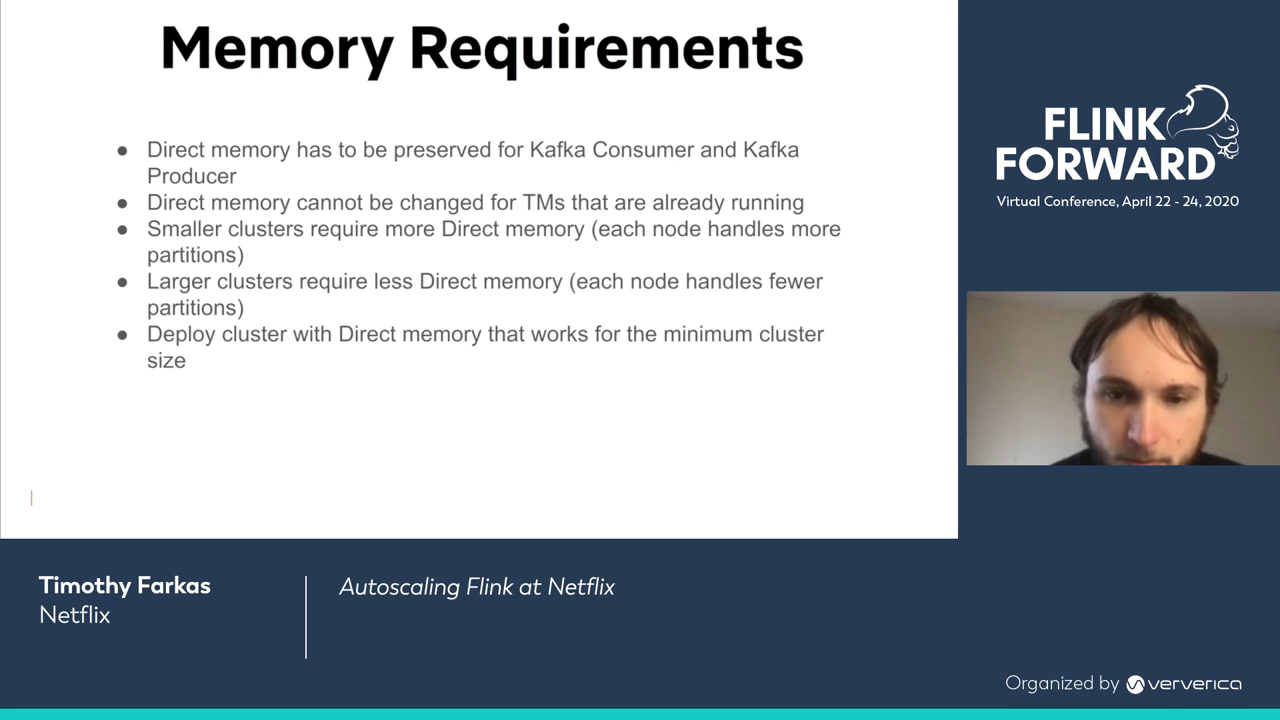 Memory Requirements
● Direct memory has to be preserved for Kafka Consumer and Kafka
Producer
● Direct memory cannot be changed for TMs that are already running
● Smaller clusters require more Direct memory (each node handles more
partitions)
● Larger clusters require less Direct memory (each node handles fewer
partitions)
● Deploy cluster with Direct memory that works for the minimum cluster
size
FLINK
FORWARD
Virtual Conference, April 22 - 24, 2020
Timothy Farkas
Netflix
Autoscaling Flink at Netflix
Organized by ververica